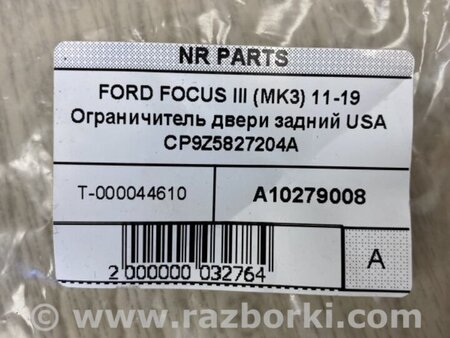 NR PARTS
FORD FOCUS III (MK3) 11-19
Ограничитель двери задний USA
CP9Z5827204A
T-000044610
A10279008
2 000000 032764
A
© www.razborki.com